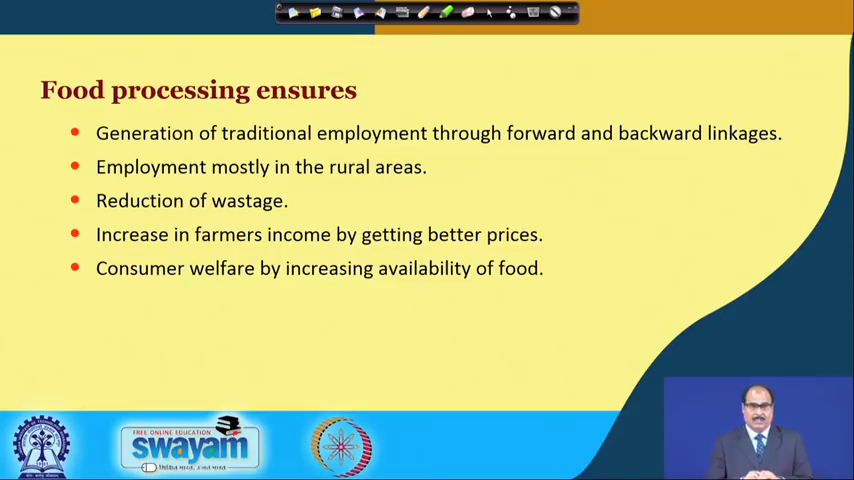 Food processing ensures
Generation of traditional employment through forward and backward linkages.
Employment mostly in the rural areas.
Reduction of wastage.
Increase in farmers income by getting better prices.
Consumer welfare by increasing availability of food.
FREE ONLINE EDUCATION
swayam